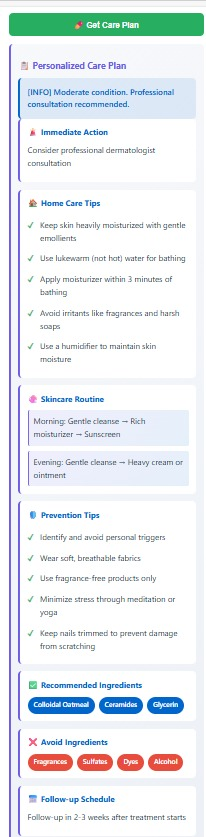 Get Care Plan
Personalized Care Plan
[INFO] Moderate condition. Professional
consultation recommended.
Immediate Action
Consider professional dermatologist
consultation
Home Care Tips
✓ Keep skin heavily moisturized with gentle
emollients
✓ Use lukewarm (not hot) water for bathing
✓ Apply moisturizer within 3 minutes of
bathing
✓ Avoid irritants like fragrances and harsh
soaps
✓ Use a humidifier to maintain skin
moisture
Skincare Routine
Morning: Gentle cleanse → Rich
moisturizer → Sunscreen
Evening: Gentle cleanse → Heavy cream or
ointment
Prevention Tips
✓ Identify and avoid personal triggers
✓ Wear soft, breathable fabrics
✓ Use fragrance-free products only
✓ Minimize stress through meditation or
yoga
✓ Keep nails trimmed to prevent damage
from scratching
Recommended Ingredients
Colloidal Oatmeal Ceramides Glycerin
Avoid Ingredients
Fragrances Sulfates Dyes Alcohol
Follow-up Schedule
Follow-up in 2-3 weeks after treatment starts